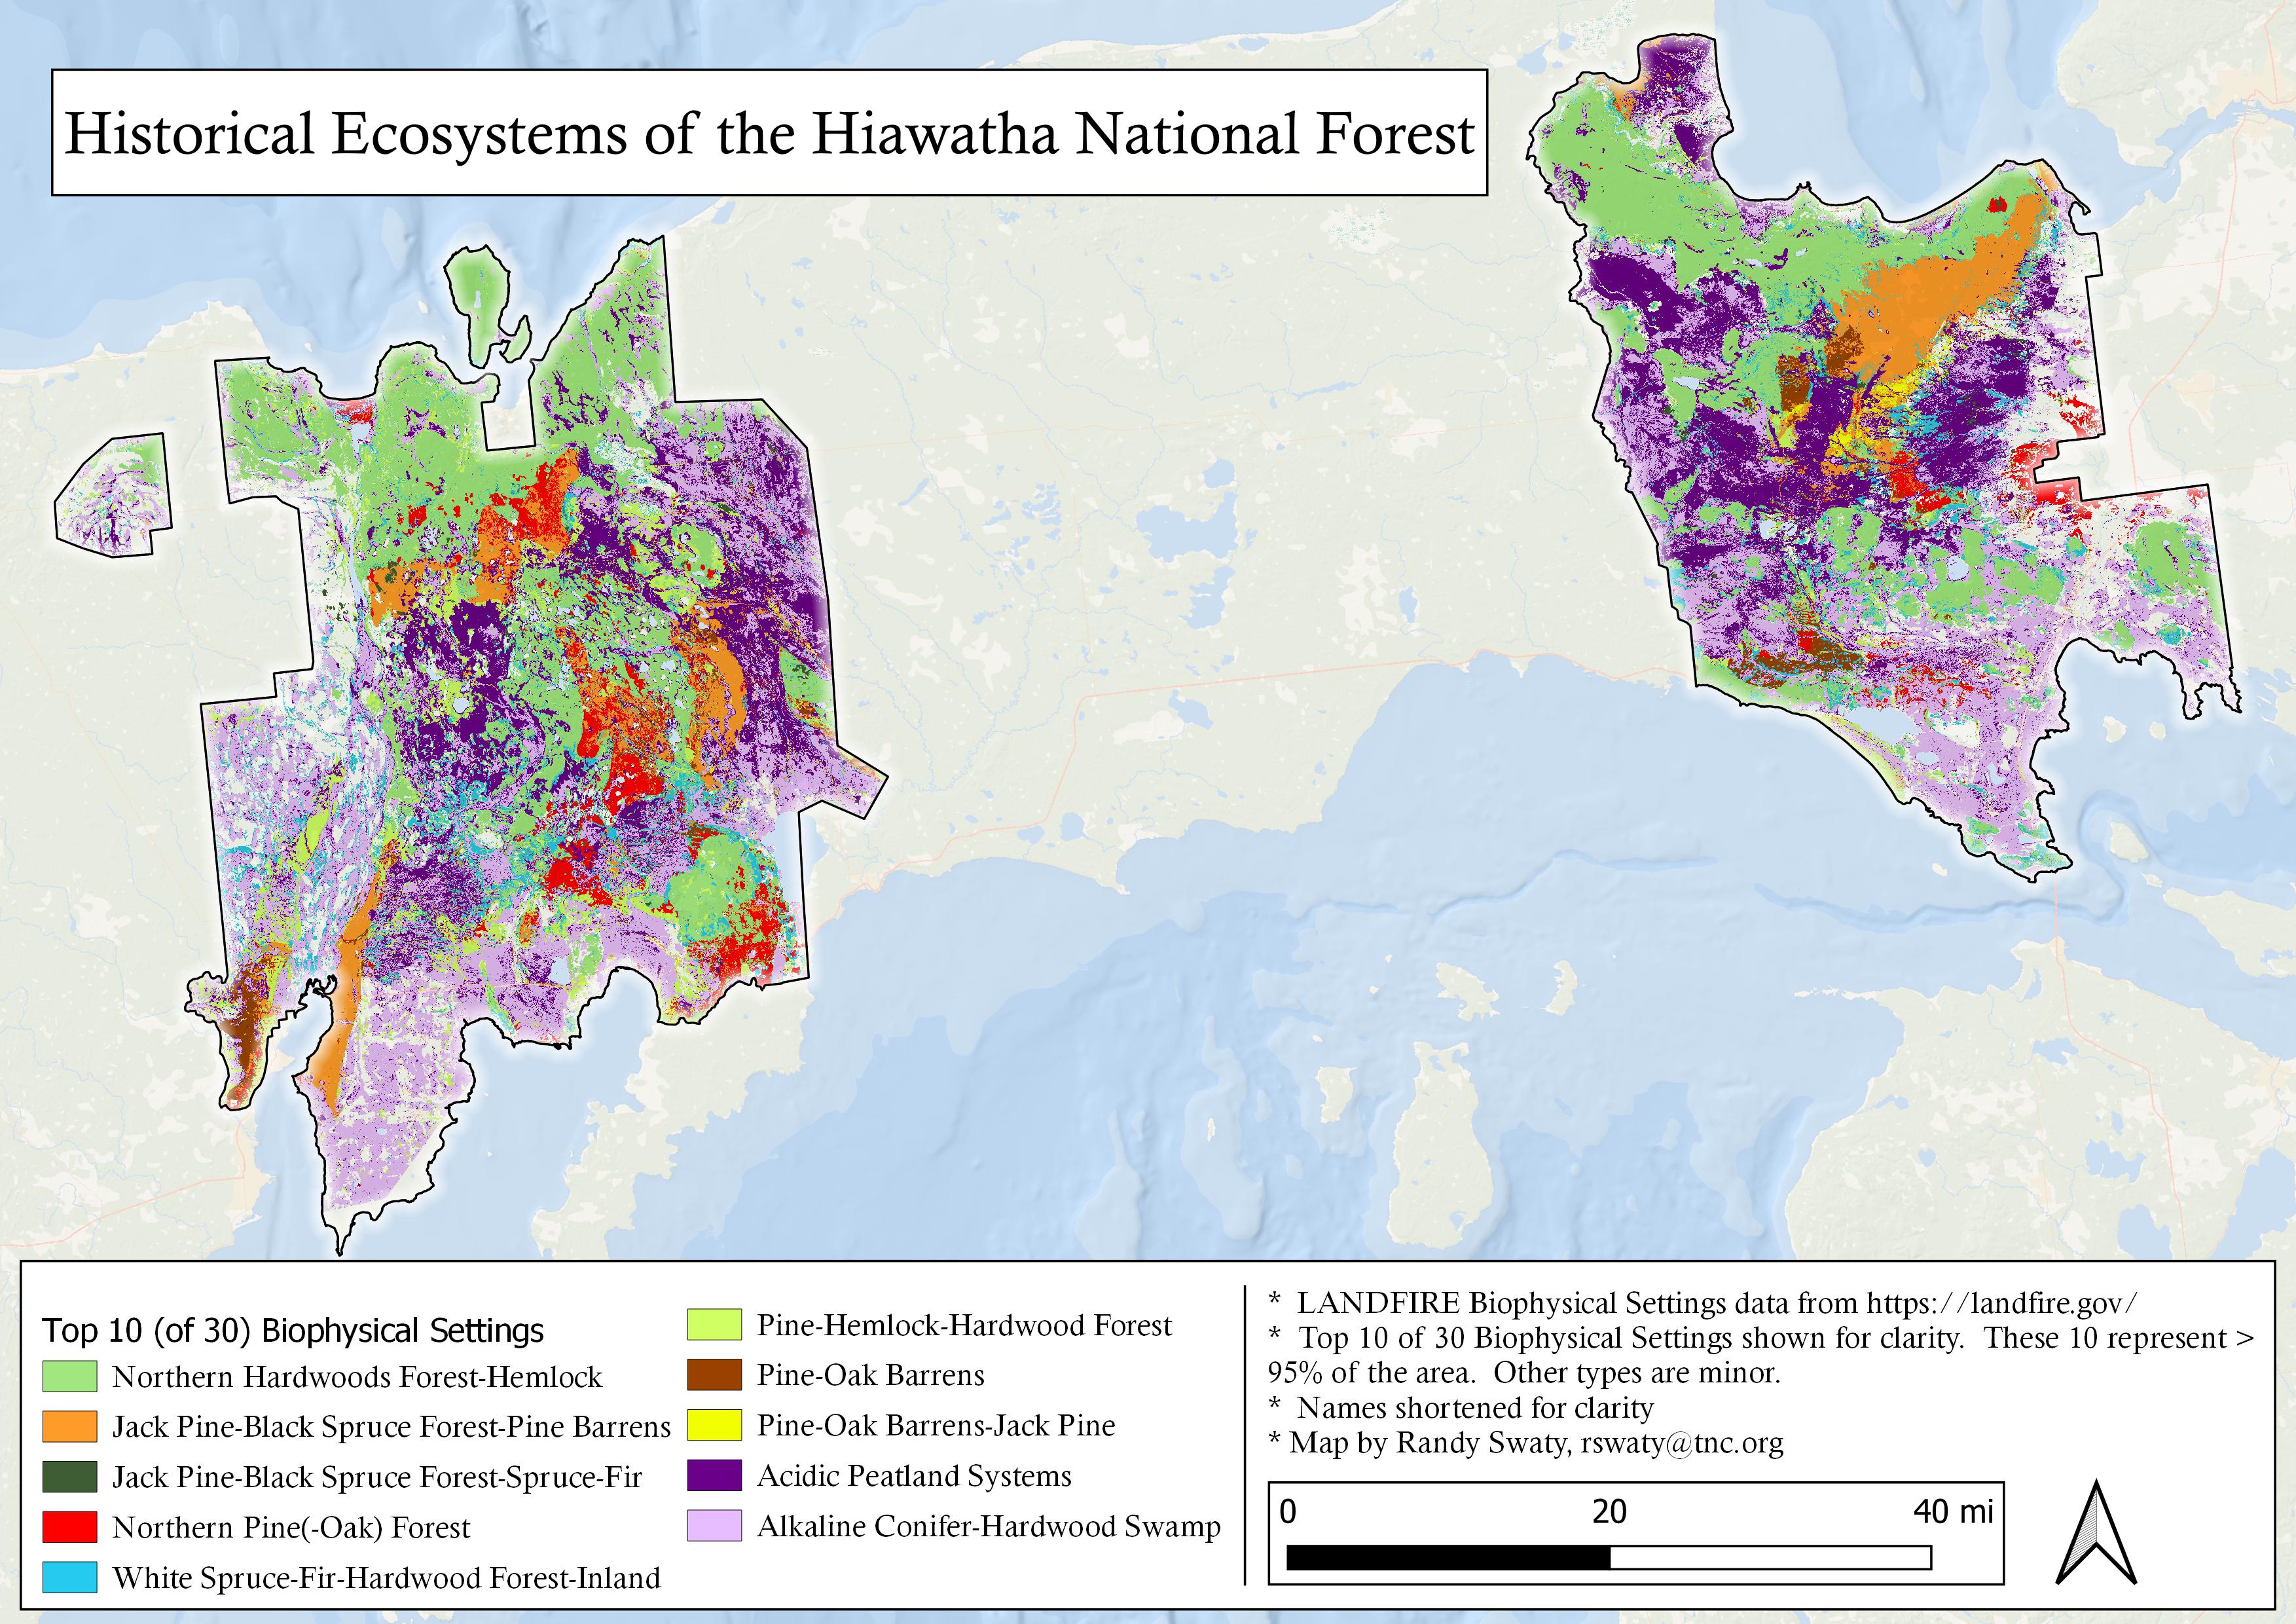 Historical Ecosystems of the Hiawatha National Forest
Top 10 (of 30) Biophysical Settings
Northern Hardwoods Forest-Hemlock
Jack Pine-Black Spruce Forest-Pine Barrens
Jack Pine-Black Spruce Forest-Spruce-Fir
Northern Pine(-Oak) Forest
White Spruce-Fir-Hardwood Forest-Inland
Pine-Hemlock-Hardwood Forest
Pine-Oak Barrens
Pine-Oak Barrens-Jack Pine
Acidic Peatland Systems
Alkaline Conifer-Hardwood Swamp
* LANDFIRE Biophysical Settings data from https://landfire.gov/
* Top 10 of 30 Biophysical Settings shown for clarity. These 10 represent >
95% of the area. Other types are minor.
* Names shortened for clarity
* Map by Randy Swaty, rswaty@tnc.org
0 20 40 mi